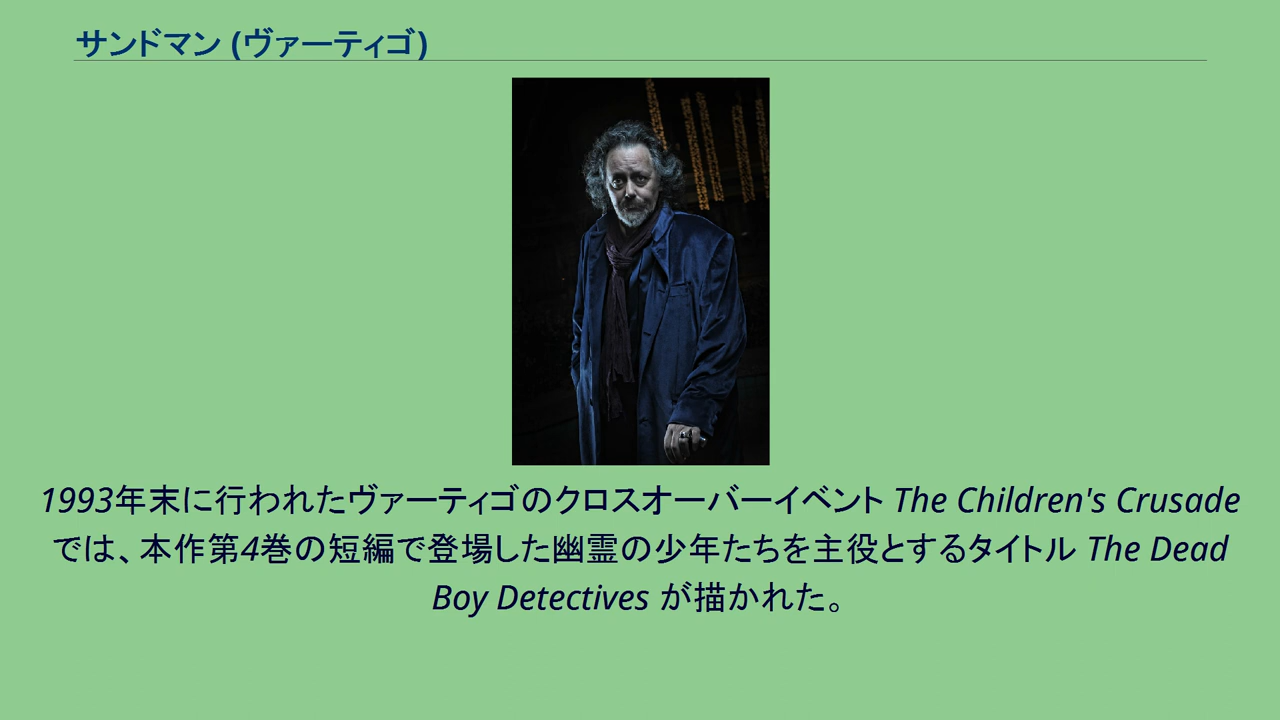 サンドマン (ヴァーティゴ)
1993年末に行われたヴァーティゴのクロスオーバーイベント The Children's Crusade
では、本作第4巻の短編で登場した幽霊の少年たちを主役とするタイトル The Dead
Boy Detectives が描かれた。